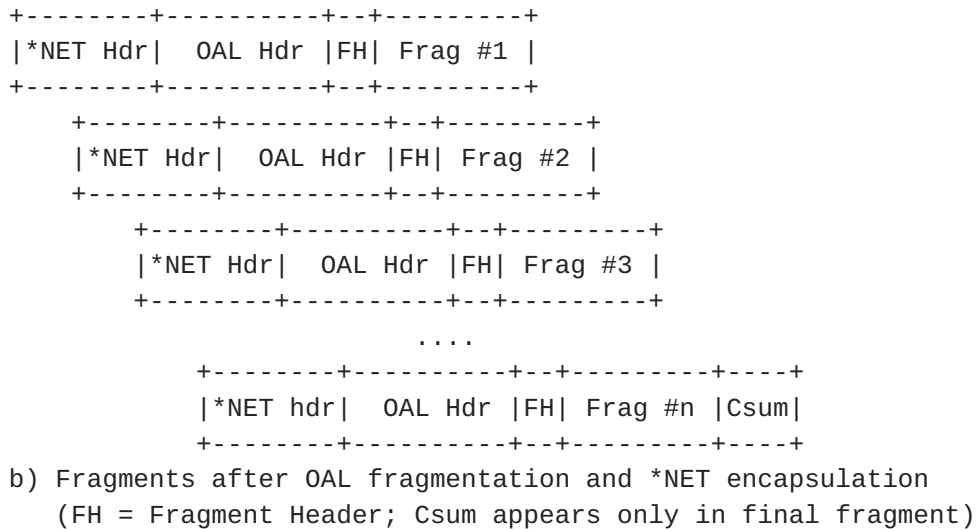 +--------+----------+--+---------+
|*NET Hdr|  OAL Hdr |FH| Frag #1 |
+--------+----------+--+---------+
    +--------+----------+--+---------+
    |*NET Hdr|  OAL Hdr |FH| Frag #2 |
    +--------+----------+--+---------+
        +--------+----------+--+---------+
        |*NET Hdr|  OAL Hdr |FH| Frag #3 |
        +--------+----------+--+---------+
                          ....
            +--------+----------+--+---------+----+
            |*NET hdr|  OAL Hdr |FH| Frag #n |Csum|
            +--------+----------+--+---------+----+
b) Fragments after OAL fragmentation and *NET encapsulation
   (FH = Fragment Header; Csum appears only in final fragment)